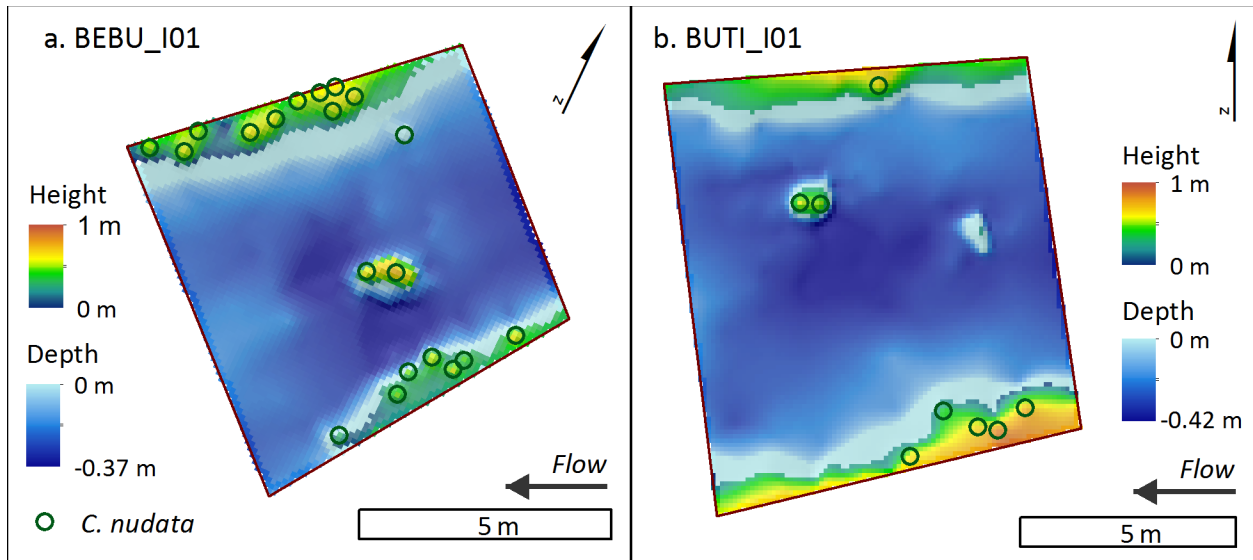 a. BEBU_I01
N
Height
1 m
0 m
Depth
0 m
-0.37 m
C. nudata
Flow
5 m
b. BUTI_I01
N
Height
1 m
0 m
Depth
0 m
-0.42 m
Flow
5 m